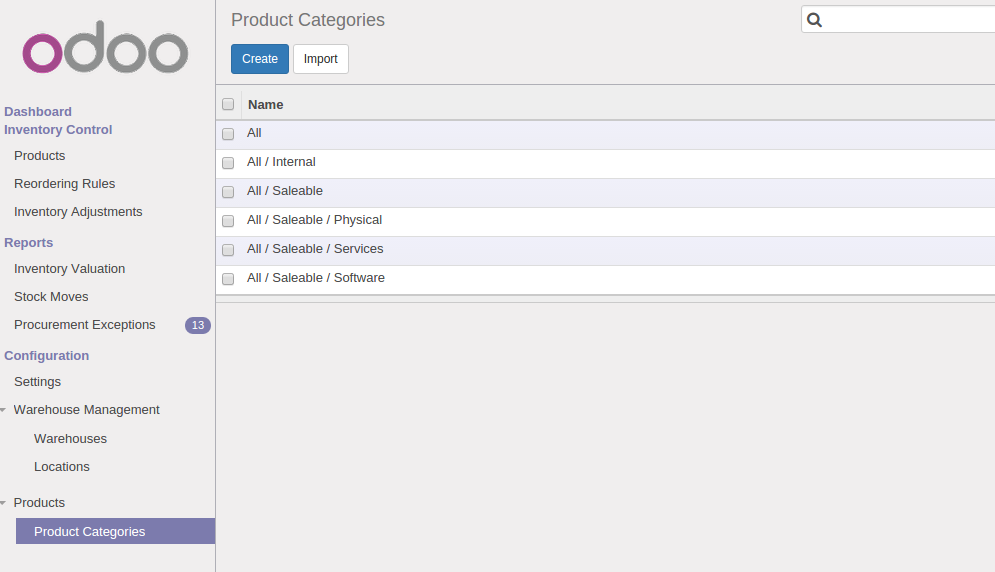 odoo
Dashboard
Inventory Control
Products
Reordering Rules
Inventory Adjustments
Reports
Inventory Valuation
Stock Moves
Procurement Exceptions 13
Configuration
Settings
Warehouse Management
Warehouses
Locations
Products
Product Categories
Product Categories
Create Import
Name
All
All / Internal
All / Saleable
All / Saleable / Physical
All / Saleable / Services
All / Saleable / Software